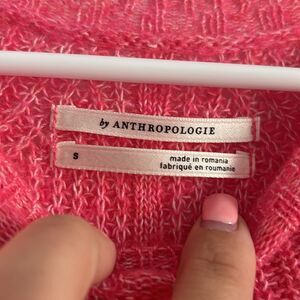 by ANTHROPOLOGIE
S
made in romania
fabriqué en roumanie